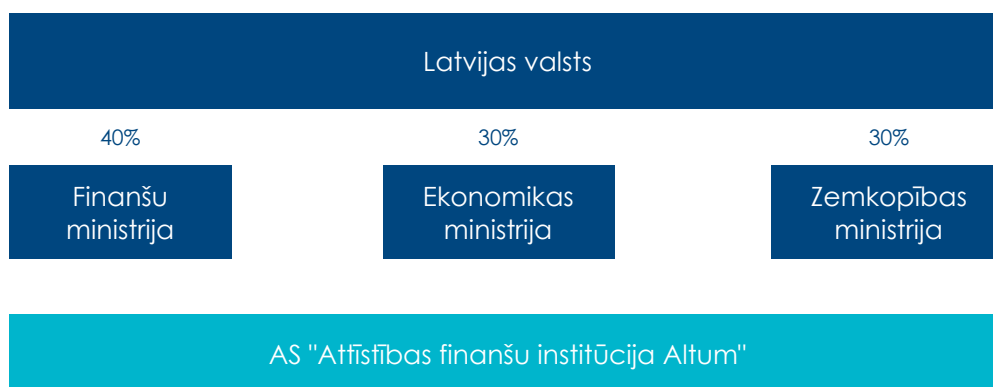 Latvijas valsts
40%
30%
30%
Finanšu
ministrija
Ekonomikas
ministrija
Zemkopības
ministrija
AS "Attīstības finanšu institūcija Altum"